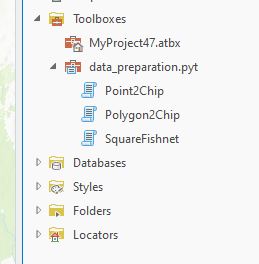 Toolboxes
MyProject47.atbx
data_preparation.pyt
Point2Chip
Polygon2Chip
SquareFishnet
Databases
Styles
Folders
Locators